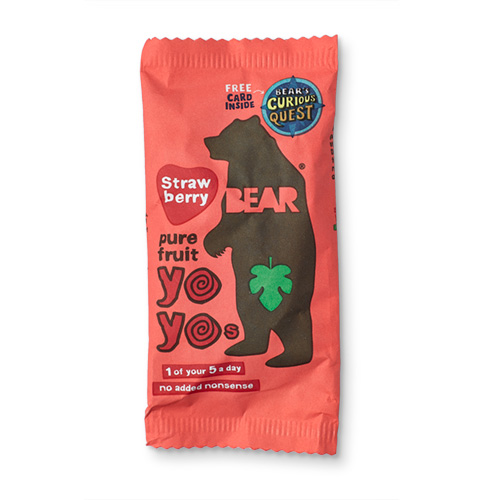 FREE
CARD
INSIDE
BEAR'S
CURIOUS
QUEST
Straw
berry
BEAR®
pure
fruit
yo
yos
1 of your 5 a day
no added nonsense